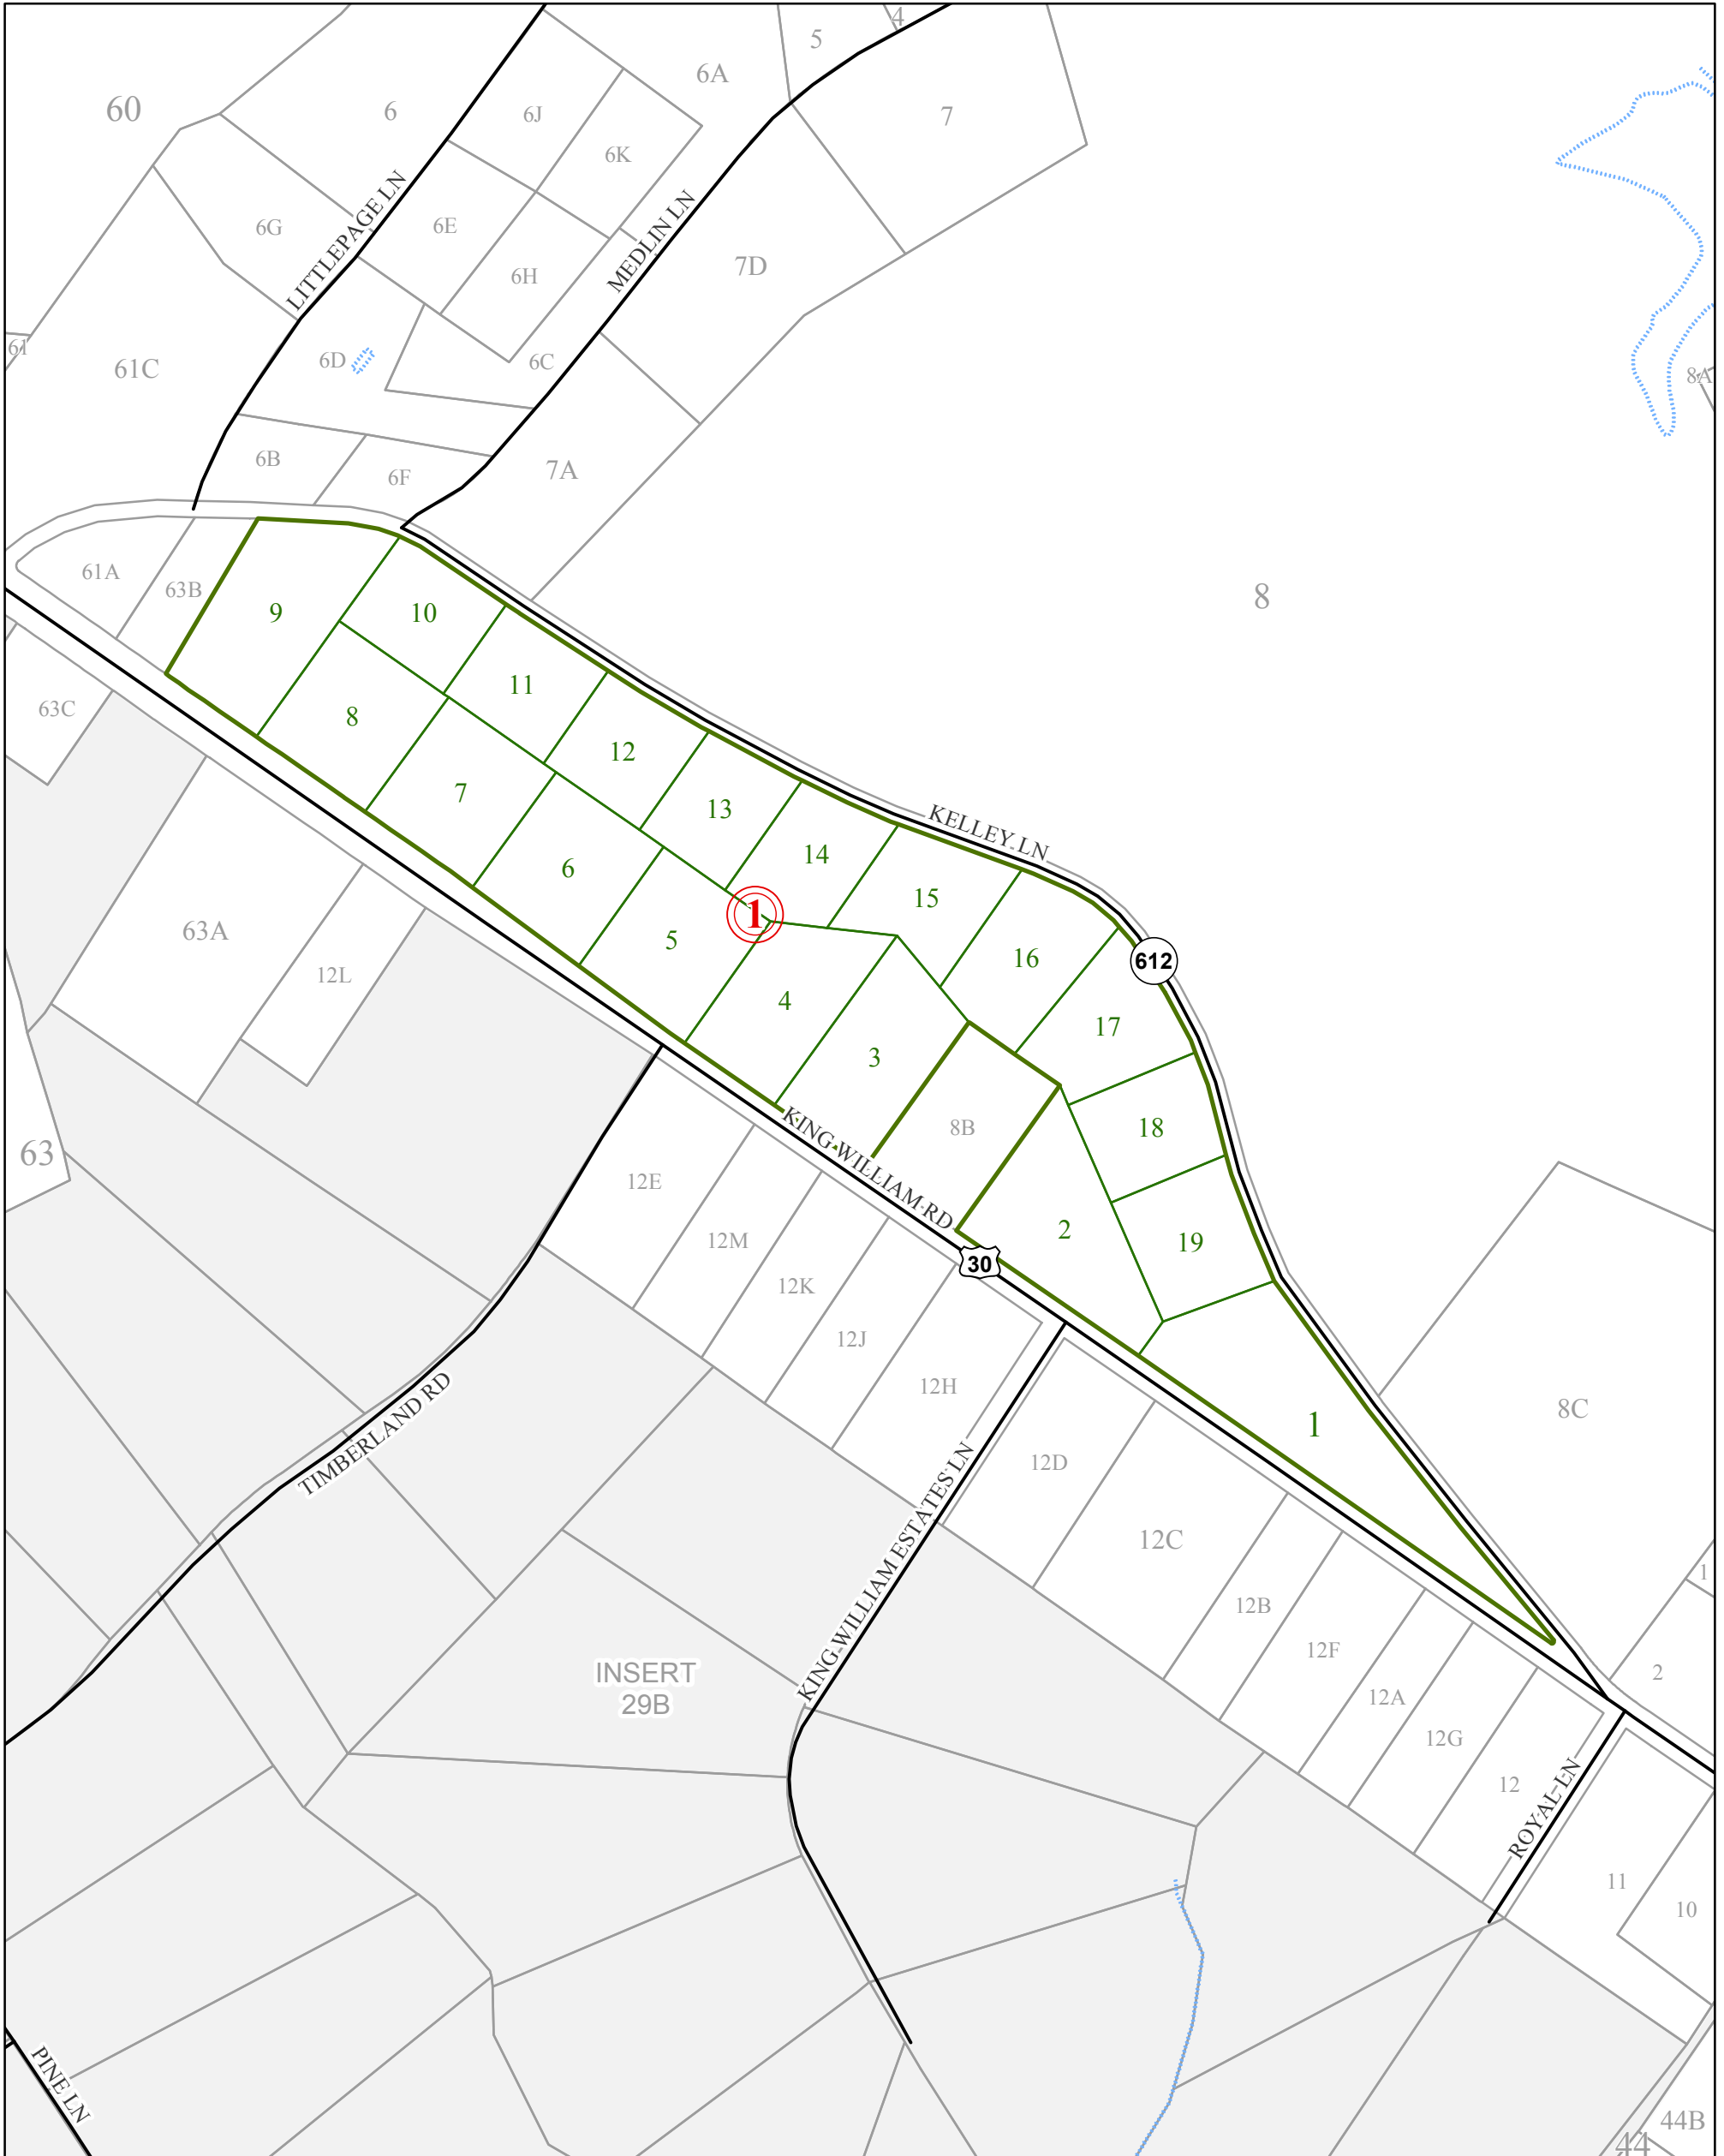 4
5
6A
60
6
6J
7
6K
6G
6E
LITTLEPAGE LN
MEDLIN LN
6H
7D
61
61C
6D
6C
8A
6B
6F
7A
61A
63B
8
9
10
63C
11
8
12
7
13
KELLEY LN
14
6
15
1
63A
5
16
612
12L
4
17
3
KING WILLIAM RD
8B
18
63
12E
2
12M
19
30
12K
12J
12H
TIMBERLAND RD
8C
1
12D
KING WILLIAM ESTATES LN
12C
1
12B
12F
INSERT
29B
2
12A
12G
12
ROYAL LN
11
10
PINE LN
44B
44